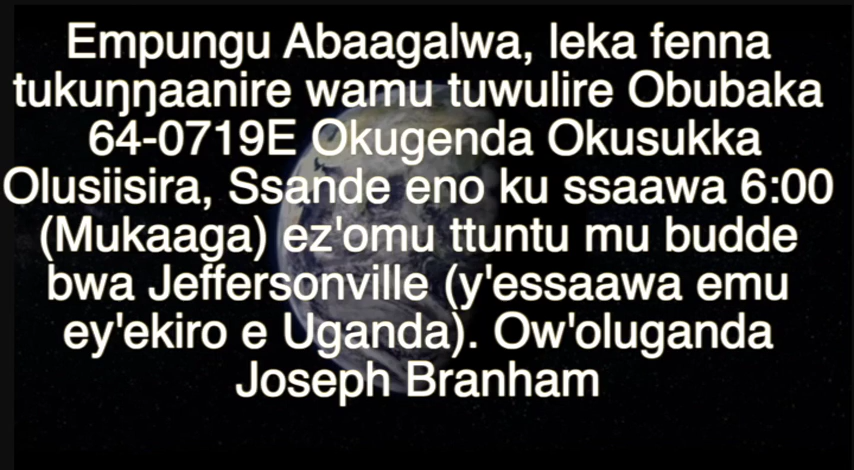 Empungu Abaagalwa, leka fenna
tukuŋŋaanire wamu tuwulire Obubaka
64-0719E Okugenda Okusukka
Olusiisira, Ssande eno ku ssaawa 6:00
(Mukaaga) ez'omu ttuntu mu budde
bwa Jeffersonville (y'essaawa emu
ey'ekiro e Uganda). Ow'oluganda
Joseph Branham